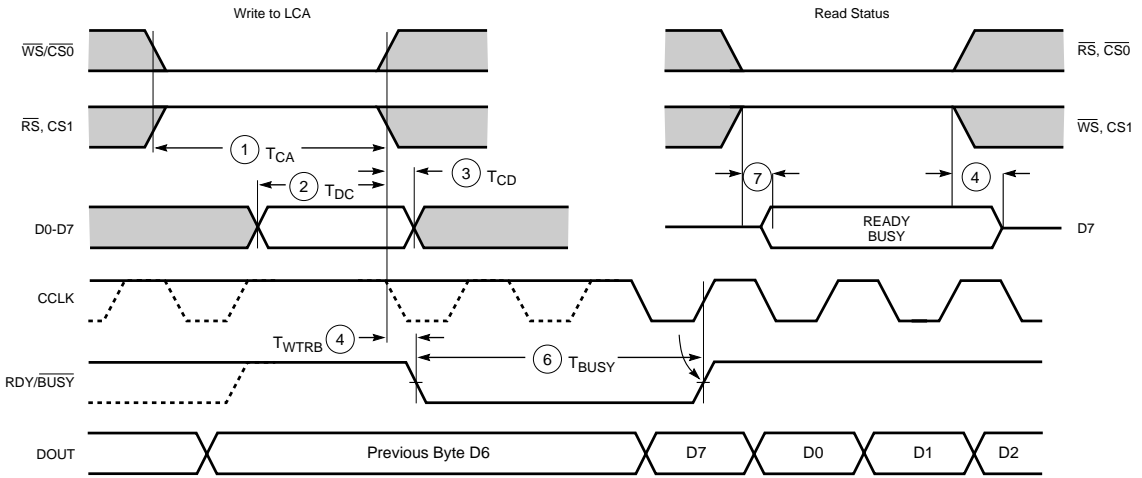 Write to LCA
Read Status
WS/CS0
RS, CS0
RS, CS1
WS, CS1
1 TCA
2 TDC
3 TCD
7
4
D0-D7
READY
BUSY
D7
CCLK
TWTRB 4
6 TBUSY
RDY/BUSY
DOUT
Previous Byte D6
D7
D0
D1
D2